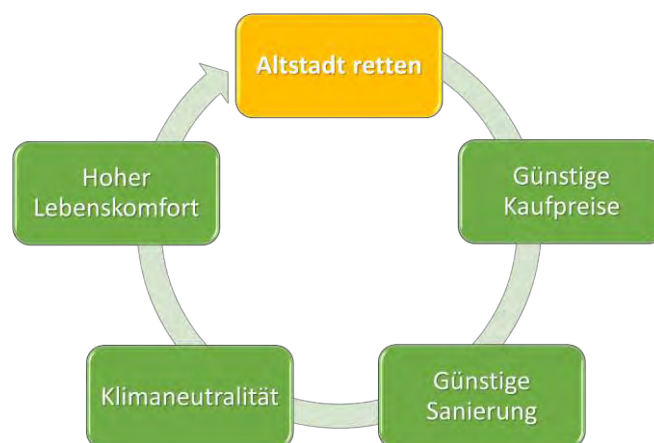 Altstadt retten
Günstige
Kaufpreise
Günstige
Sanierung
Klimaneutralität
Hoher
Lebenskomfort